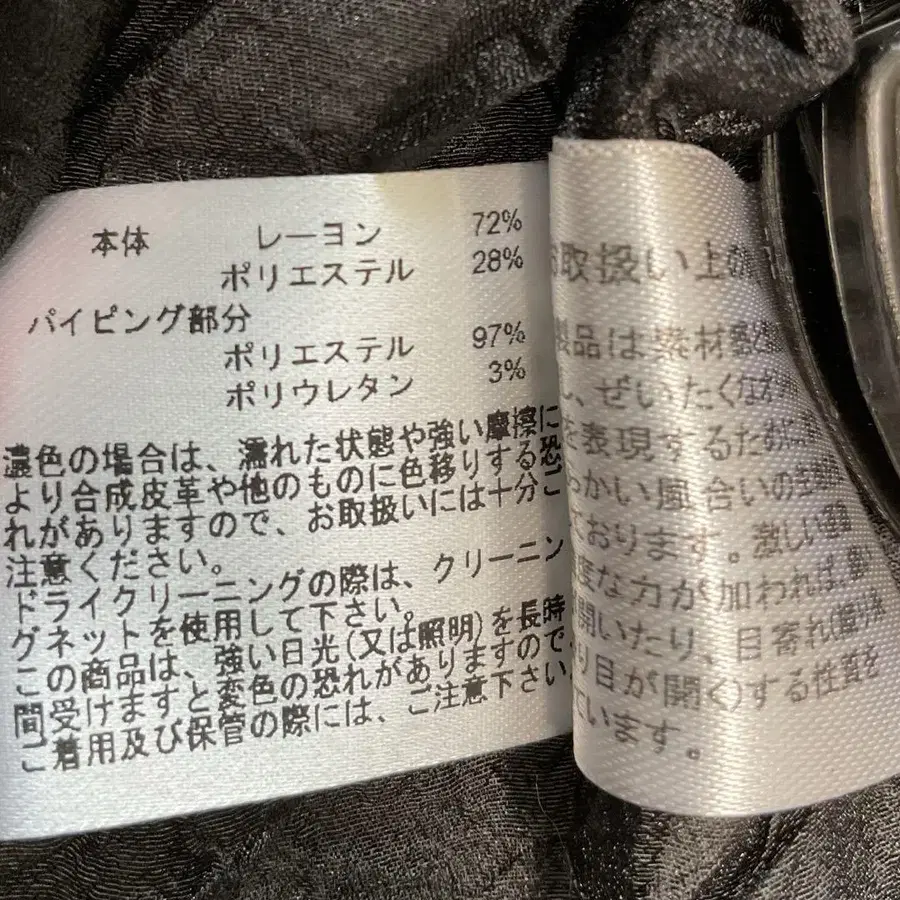 本体 レーヨン 72%
ポリエステル 28%
パイピング部分
ポリエステル 97%
ポリウレタン 3%
濃色の場合は、濡れた状態や強い摩擦に
より合成皮革や他のものに色移りする恐
れがありますので、お取扱いには十分ご
注意ください。
ドライクリーニングの際は、クリーニン
グネットを使用して下さい。
この商品は、強い日光(又は照明)を長時
間受けますと変色の恐れがありますので、
ご着用及び保管の際には、ご注意下さい。
お取扱い上の
製品は素材
し、ぜいたくな
を表現するため
らかい風合いの
ております。激しい
な力が加われば、
開いたり、目寄れ(
り目が開く)する性質を
ています。